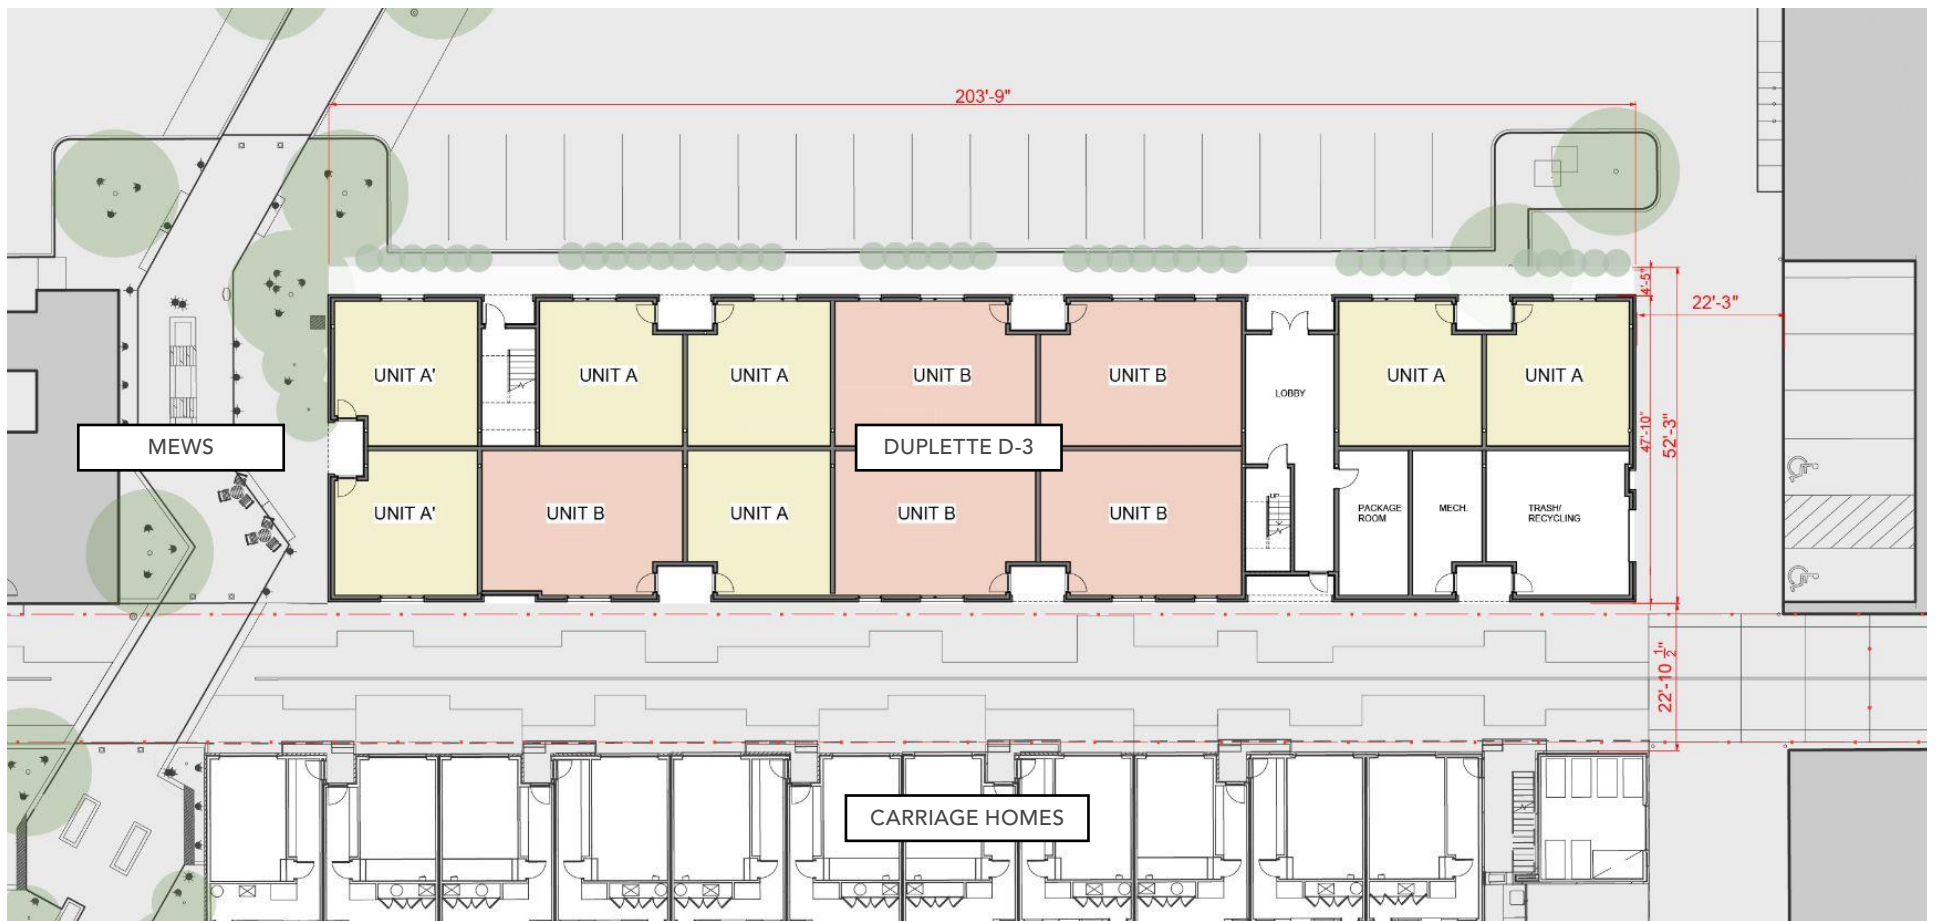 203'-9"
4'-5"
22'-3"
UNIT A'
UNIT A
UNIT A
UNIT B
UNIT B
LOBBY
UNIT A
UNIT A
47'-10"
52'-3"
MEWS
DUPLETTE D-3
UP
UNIT A'
UNIT B
UNIT A
UNIT B
UNIT B
PACKAGE
ROOM
MECH.
TRASH/
RECYCLING
22'-10 1/2"
CARRIAGE HOMES